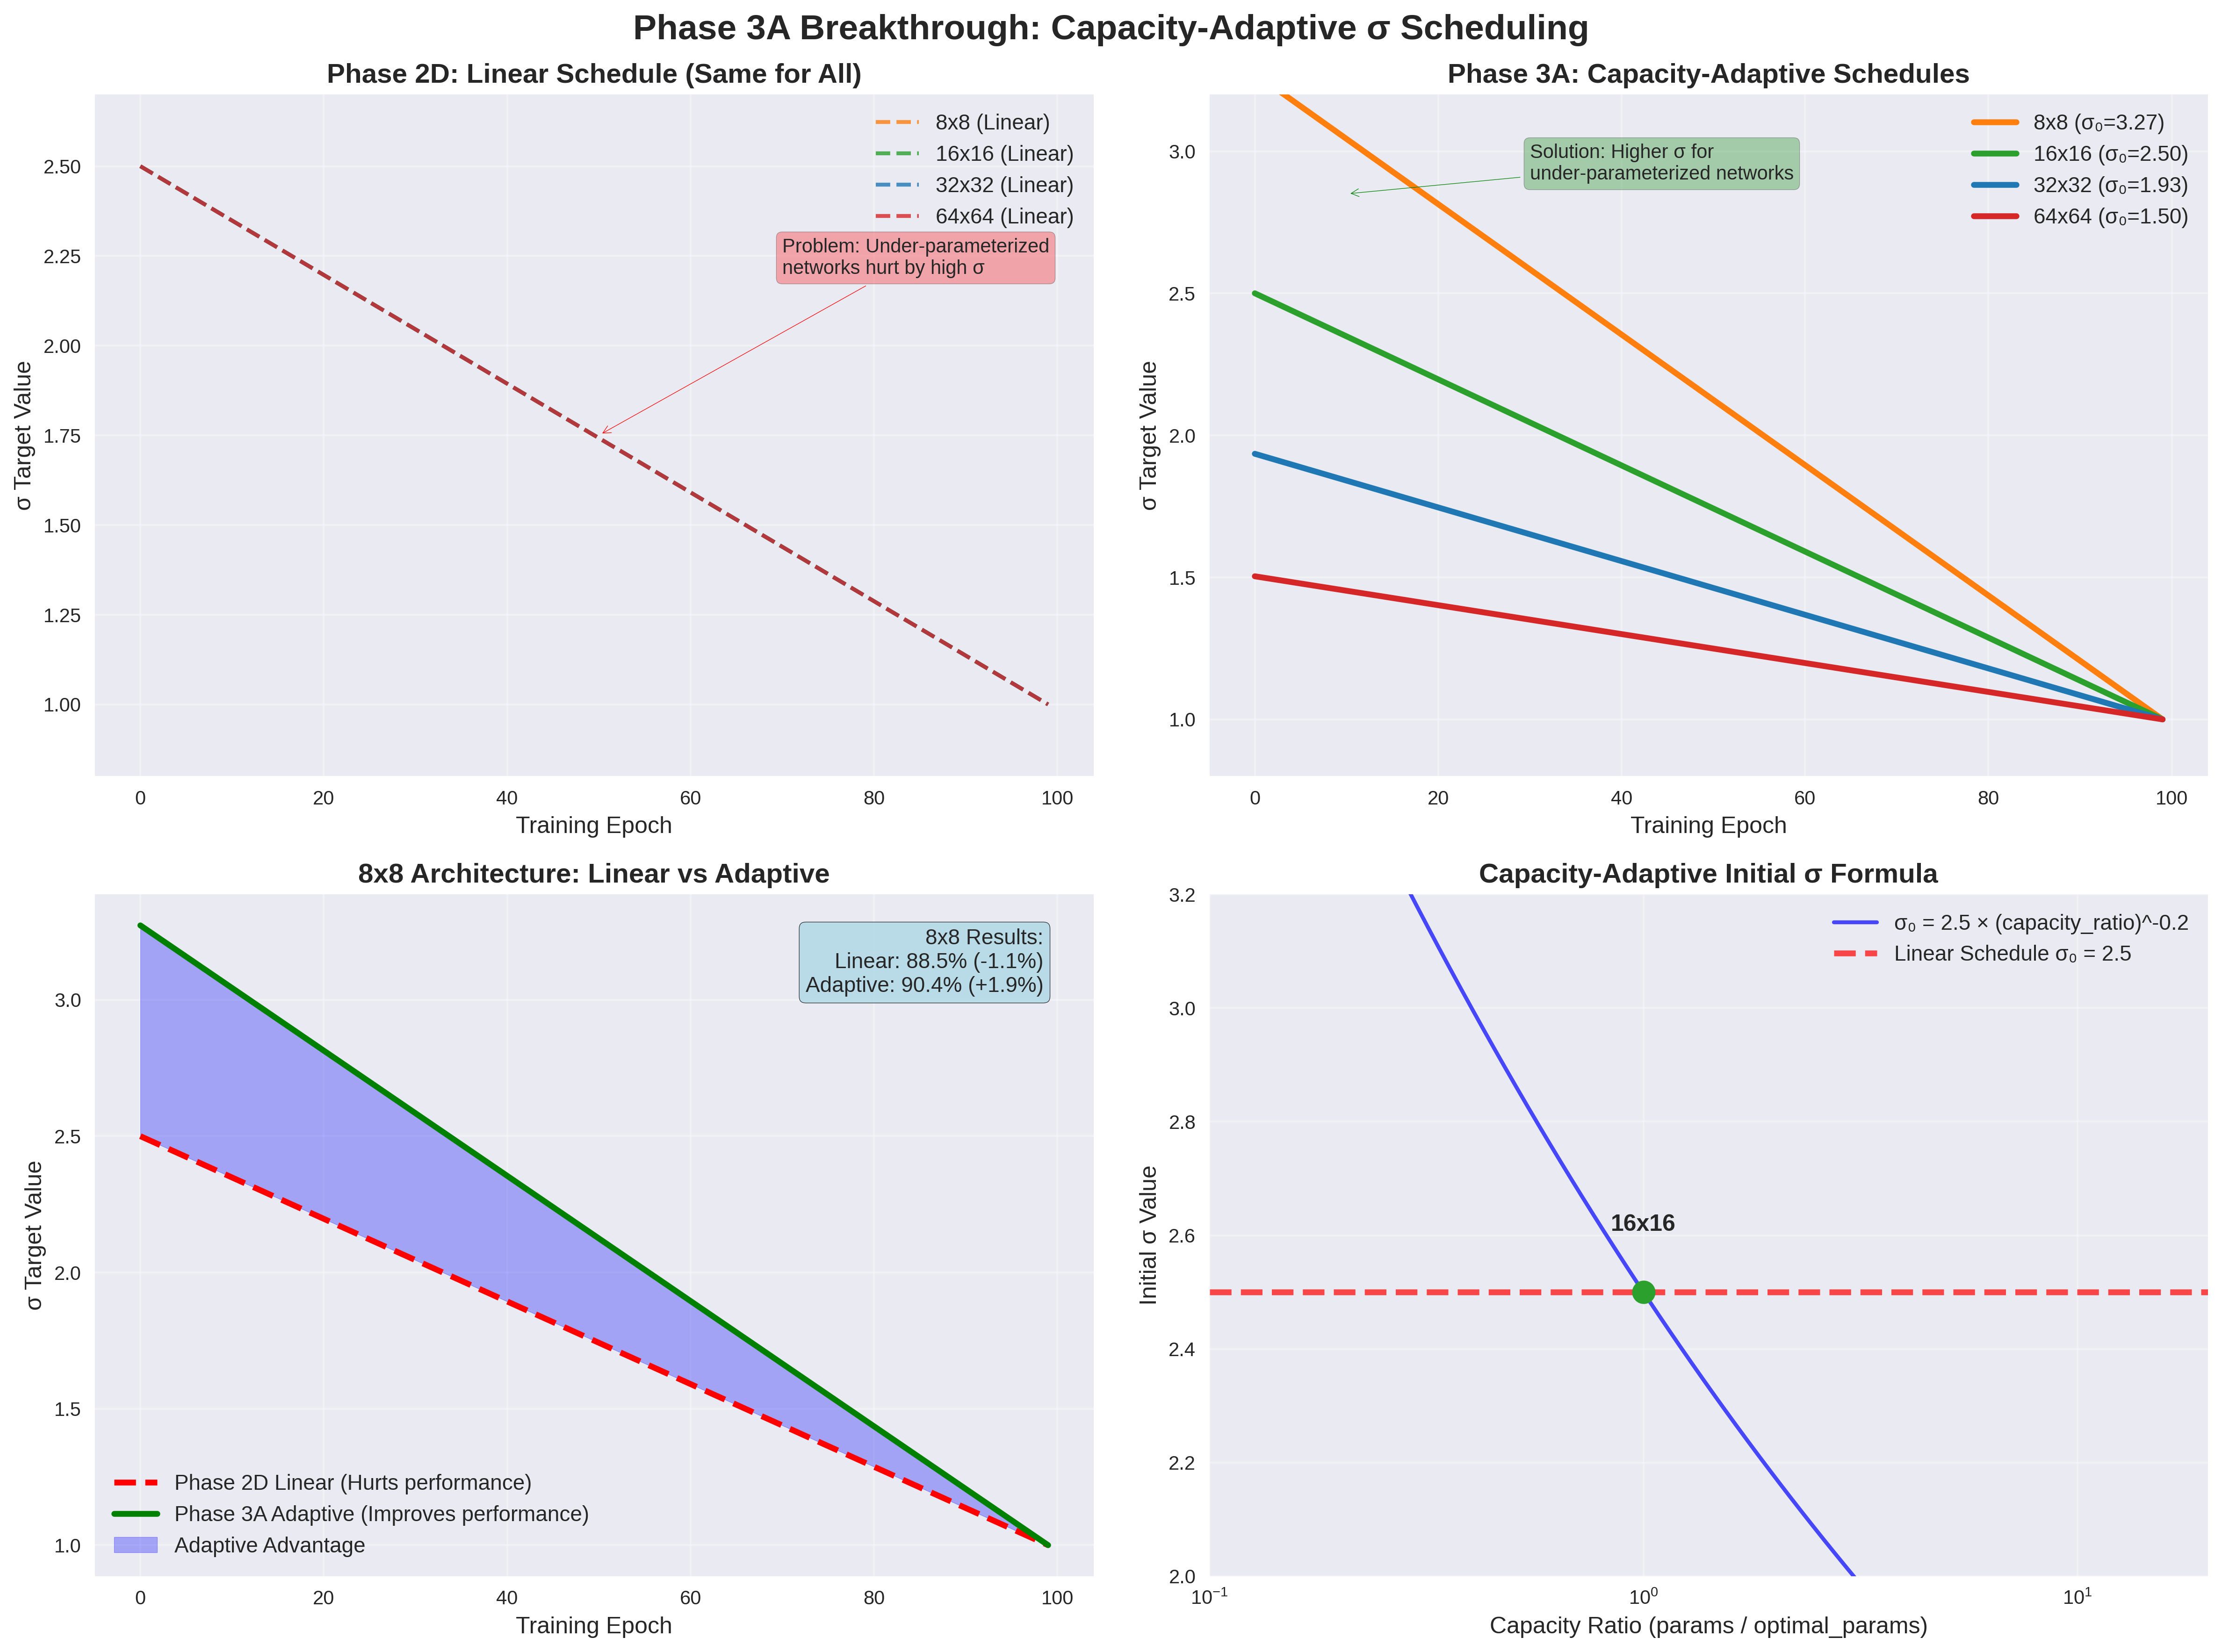 Phase 3A Breakthrough: Capacity-Adaptive σ Scheduling
Phase 2D: Linear Schedule (Same for All)
8x8 (Linear)
16x16 (Linear)
32x32 (Linear)
64x64 (Linear)
Problem: Under-parameterized
networks hurt by high σ
2.50
2.25
2.00
1.75
1.50
1.25
1.00
σ Target Value
0 20 40 60 80 100
Training Epoch
Phase 3A: Capacity-Adaptive Schedules
8x8 (σ₀=3.27)
16x16 (σ₀=2.50)
32x32 (σ₀=1.93)
64x64 (σ₀=1.50)
Solution: Higher σ for
under-parameterized networks
3.0
2.5
2.0
1.5
1.0
σ Target Value
0 20 40 60 80 100
Training Epoch
8x8 Architecture: Linear vs Adaptive
8x8 Results:
Linear: 88.5% (-1.1%)
Adaptive: 90.4% (+1.9%)
3.0
2.5
2.0
1.5
1.0
σ Target Value
Phase 2D Linear (Hurts performance)
Phase 3A Adaptive (Improves performance)
Adaptive Advantage
0 20 40 60 80 100
Training Epoch
Capacity-Adaptive Initial σ Formula
σ₀ = 2.5 × (capacity_ratio)^-0.2
Linear Schedule σ₀ = 2.5
16x16
3.2
3.0
2.8
2.6
2.4
2.2
2.0
Initial σ Value
10⁻¹ 10⁰ 10¹
Capacity Ratio (params / optimal_params)